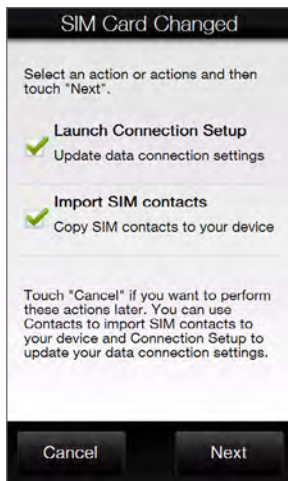 SIM Card Changed
Select an action or actions and then
touch "Next".
Launch Connection Setup
Update data connection settings
Import SIM contacts
Copy SIM contacts to your device
Touch "Cancel" if you want to perform
these actions later. You can use
Contacts to import SIM contacts to
your device and Connection Setup to
update your data connection settings.
Cancel
Next